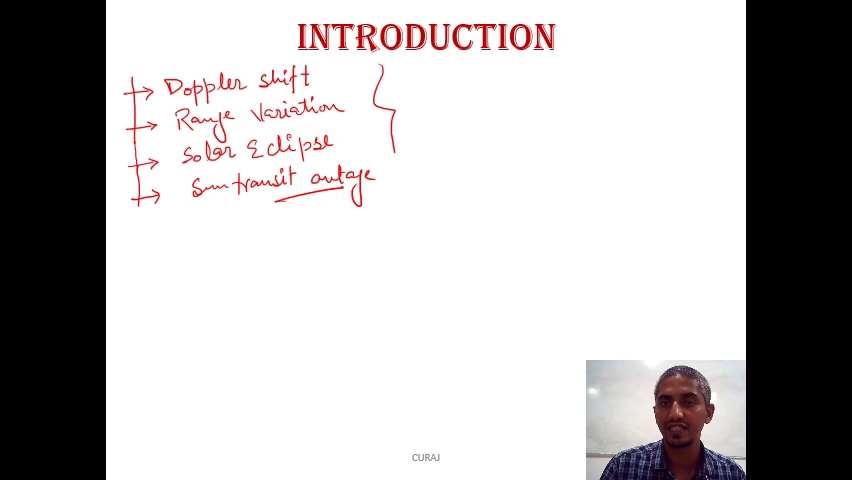 INTRODUCTION
Doppler shift
Range Variation
Solar Eclipse
Sun transit outage
CURAJ